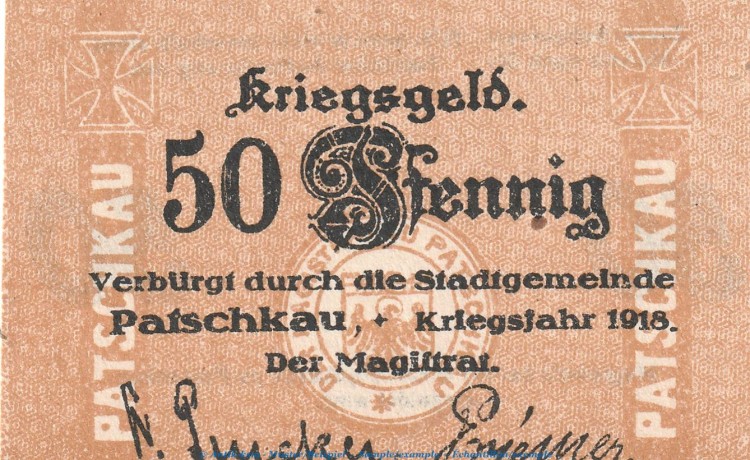 Kriegsgeld.
50 Pfennig
Verbürgt durch die Stadtgemeinde
Patschkau, Kriegsjahr 1918.
Der Magistrat.
PATSCHKAU
PATSCHKAU